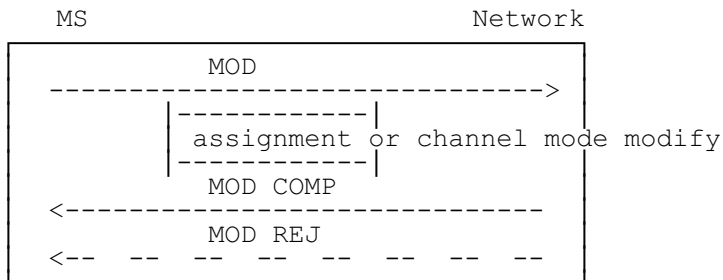 MS Network
MOD
assignment or channel mode modify
MOD COMP
MOD REJ